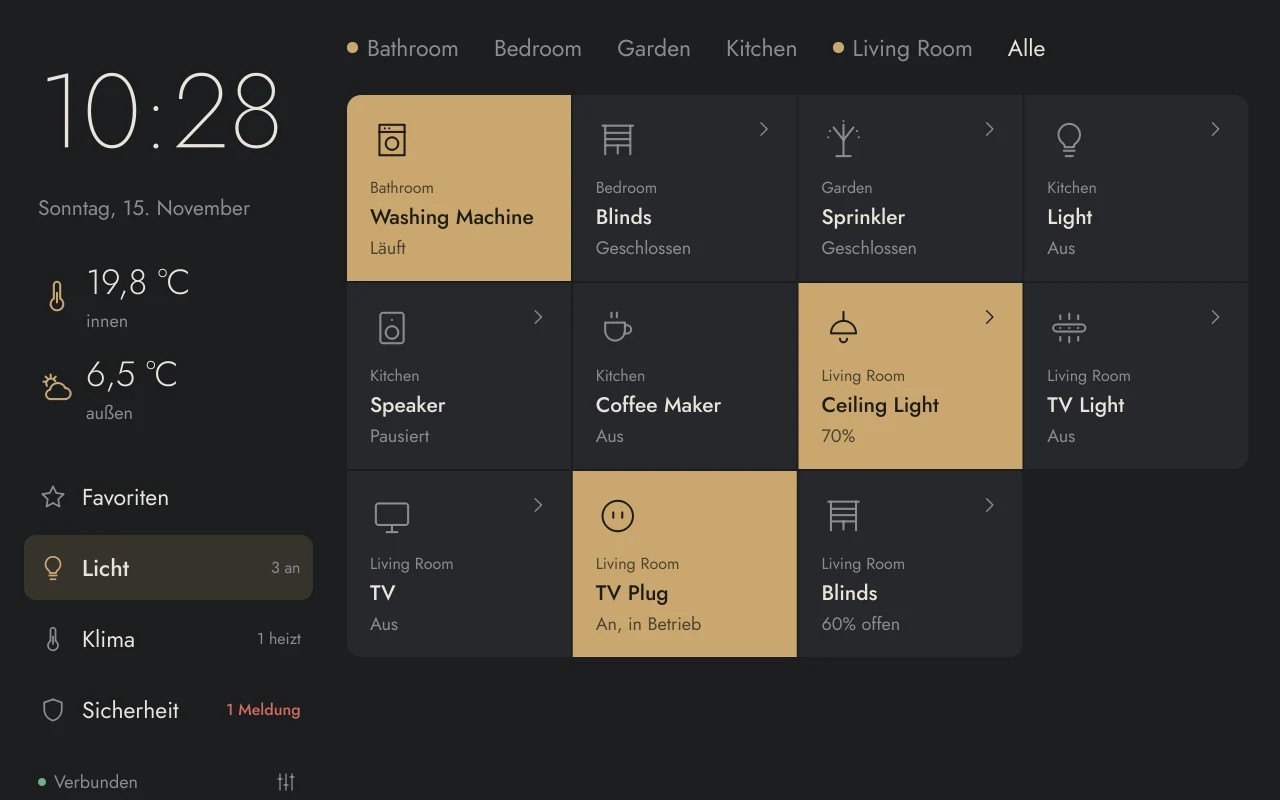 10:28
Sonntag, 15. November
19,8 °C
innen
6,5 °C
außen
Favoriten
Licht 3 an
Klima 1 heizt
Sicherheit 1 Meldung
Verbunden
Bathroom Bedroom Garden Kitchen Living Room Alle
Bathroom
Washing Machine
Läuft
Bedroom
Blinds
Geschlossen
Garden
Sprinkler
Geschlossen
Kitchen
Light
Aus
Kitchen
Speaker
Pausiert
Kitchen
Coffee Maker
Aus
Living Room
Ceiling Light
70%
Living Room
TV Light
Aus
Living Room
TV
Aus
Living Room
TV Plug
An, in Betrieb
Living Room
Blinds
60% offen